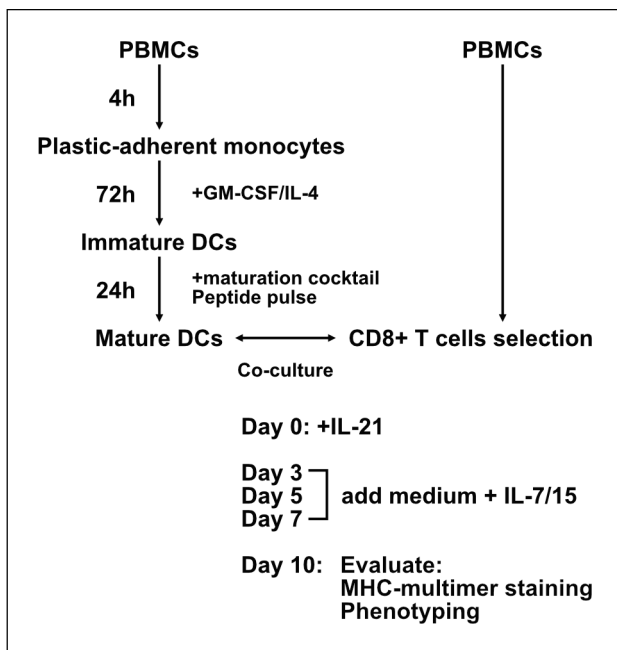 PBMCs PBMCs
4h
Plastic-adherent monocytes
72h +GM-CSF/IL-4
Immature DCs
24h +maturation cocktail
Peptide pulse
Mature DCs CD8+ T cells selection
Co-culture
Day 0: +IL-21
Day 3
Day 5 add medium + IL-7/15
Day 7
Day 10: Evaluate:
MHC-multimer staining
Phenotyping